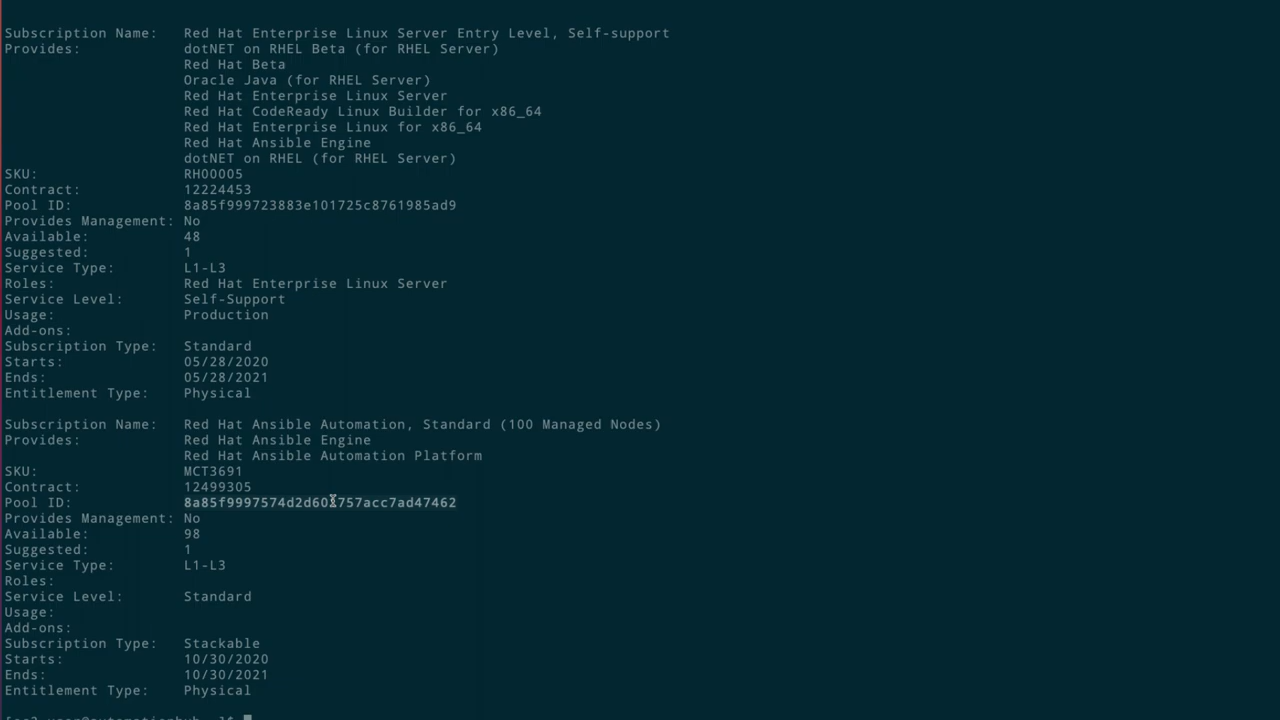 Subscription Name: Red Hat Enterprise Linux Server Entry Level, Self-support
Provides: dotNET on RHEL Beta (for RHEL Server)
Red Hat Beta
Oracle Java (for RHEL Server)
Red Hat Enterprise Linux Server
Red Hat CodeReady Linux Builder for x86_64
Red Hat Enterprise Linux for x86_64
Red Hat Ansible Engine
dotNET on RHEL (for RHEL Server)
SKU: RH00005
Contract: 12224453
Pool ID: 8a85f999723883e101725c8761985ad9
Provides Management: No
Available: 48
Suggested: 1
Service Type: L1-L3
Roles: Red Hat Enterprise Linux Server
Service Level: Self-Support
Usage: Production
Add-ons:
Subscription Type: Standard
Starts: 05/28/2020
Ends: 05/28/2021
Entitlement Type: Physical
Subscription Name: Red Hat Ansible Automation, Standard (100 Managed Nodes)
Provides: Red Hat Ansible Engine
Red Hat Ansible Automation Platform
SKU: MCT3691
Contract: 12499305
Pool ID:
Provides Management: No
Available: 98
Suggested: 1
Service Type: L1-L3
Roles:
Service Level: Standard
Usage:
Add-ons:
Subscription Type: Stackable
Starts: 10/30/2020
Ends: 10/30/2021
Entitlement Type: Physical